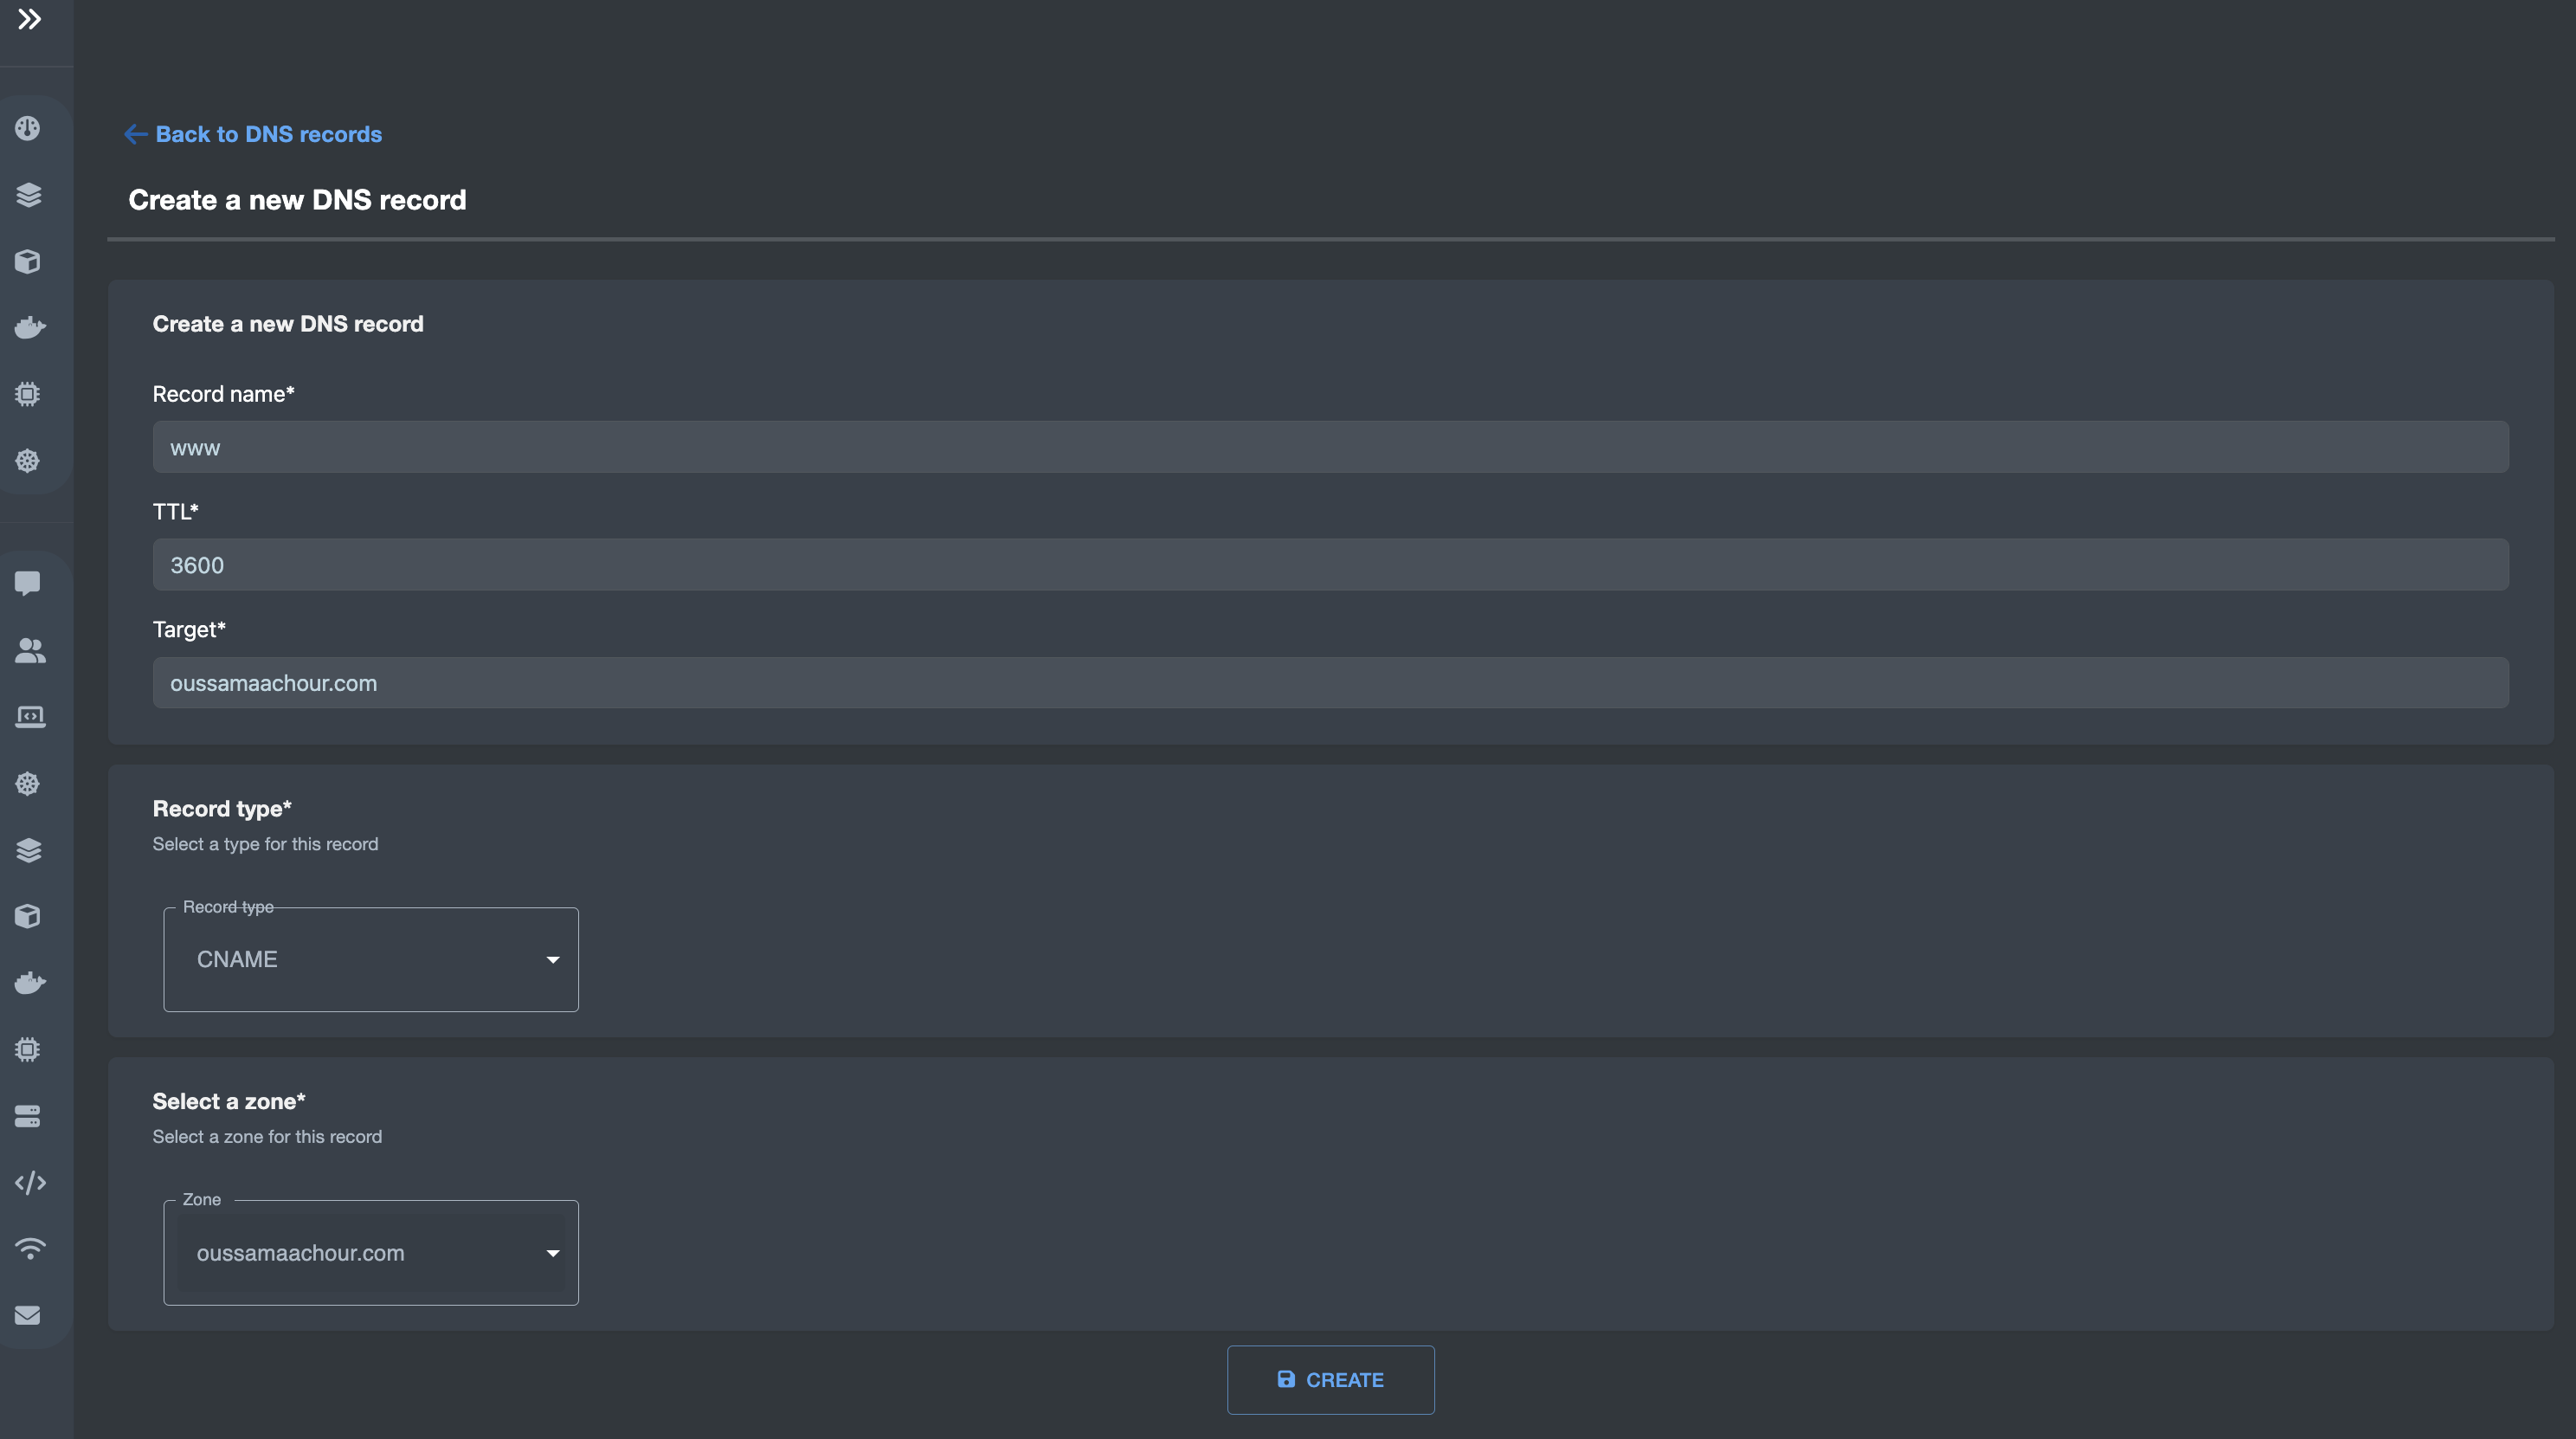 Back to DNS records
Create a new DNS record
Create a new DNS record
Record name*
www
TTL*
3600
Target*
oussamaachour.com
Record type*
Select a type for this record
Record type
CNAME
Select a zone*
Select a zone for this record
Zone
oussamaachour.com
CREATE